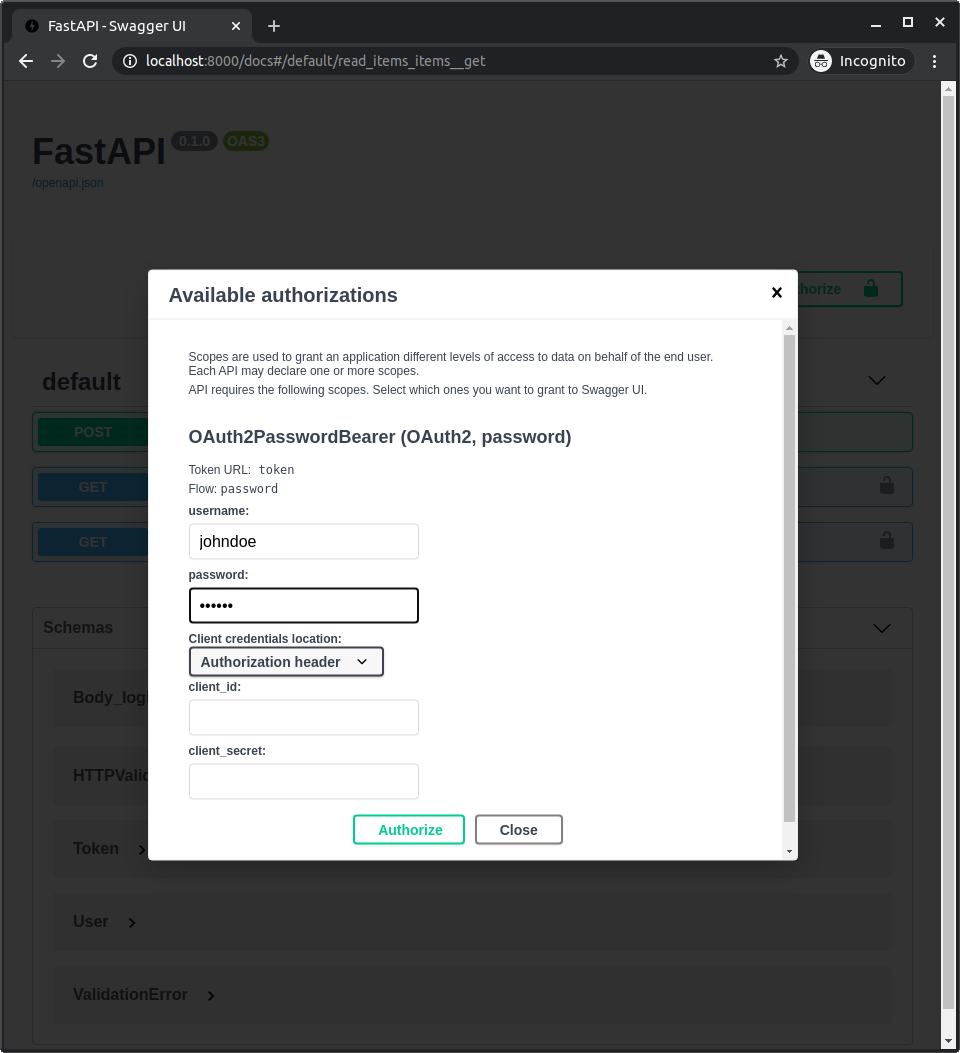 FastAPI - Swagger UI
localhost:8000/docs#/default/read_items_items__get
Incognito
FastAPI 0.1.0 OAS3
/openapi.json
Available authorizations
Scopes are used to grant an application different levels of access to data on behalf of the end user.
Each API may declare one or more scopes.
API requires the following scopes. Select which ones you want to grant to Swagger UI.
OAuth2PasswordBearer (OAuth2, password)
Token URL: token
Flow: password
username:
johndoe
password:
••••••
Client credentials location:
Authorization header
client_id:
client_secret:
Authorize
Close
default
POST
GET
GET
Schemas
Token
User
ValidationError